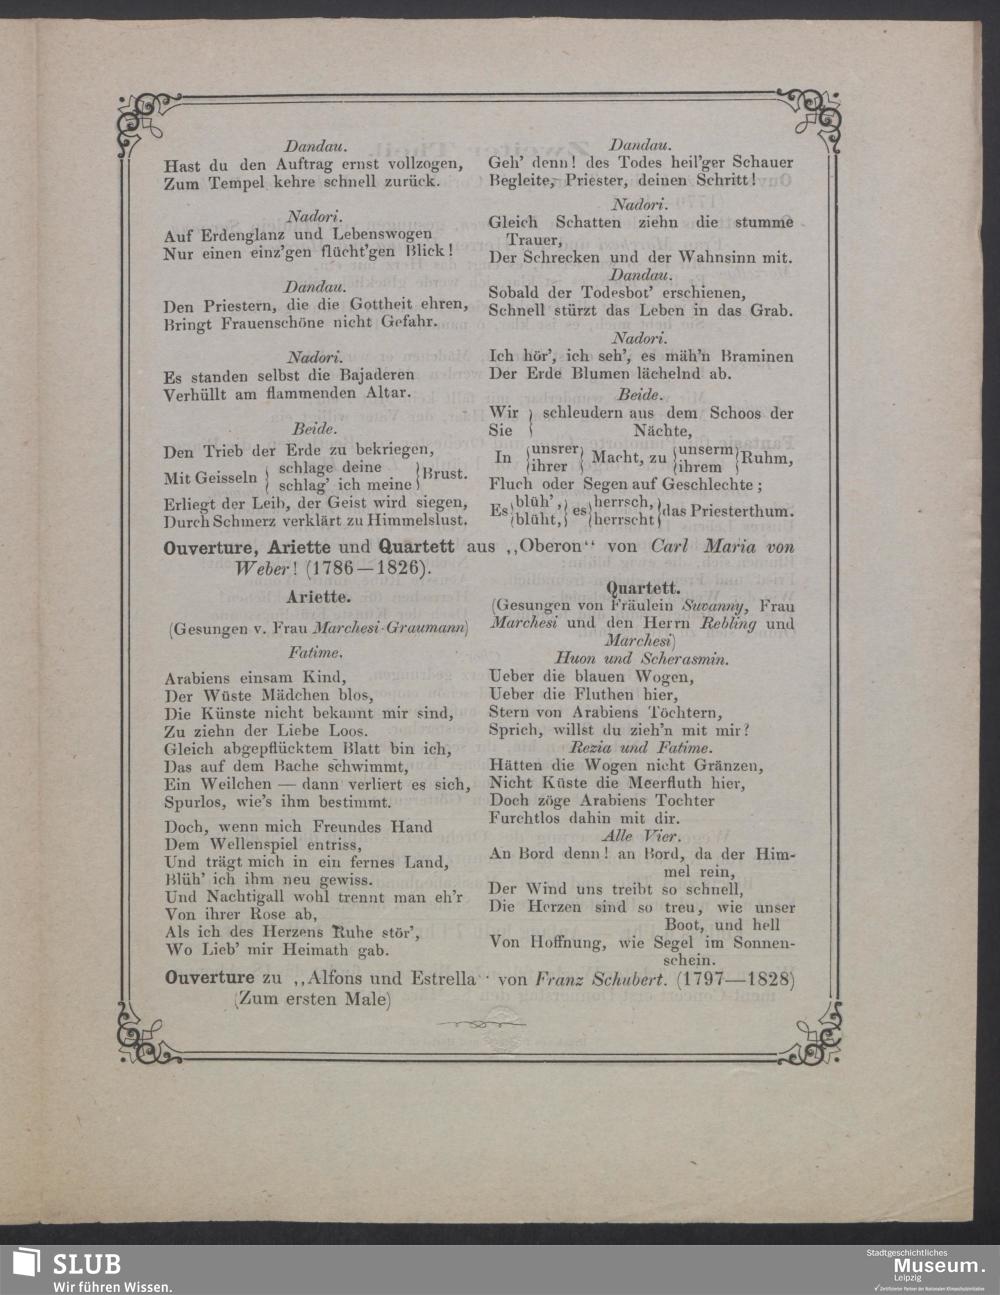 Dandau.
Hast du den Auftrag ernst vollzogen,
Zum Tempel kehre schnell zurück.
Nadori.
Auf Erdenglanz und Lebenswogen
Nur einen einz'gen flücht'gen Blick!
Dandau.
Den Priestern, die die Gottheit ehren,
Bringt Frauenschöne nicht Gefahr.
Nadori.
Es standen selbst die Bajaderen
Verhüllt am flammenden Altar.
Beide.
Den Trieb der Erde zu bekriegen,
Mit Geisseln { schlage deine } Brust.
{ schlag' ich meine }
Erliegt der Leib, der Geist wird siegen,
Durch Schmerz verklärt zu Himmelslust.
Dandau.
Geh' denn! des Todes heil'ger Schauer
Begleite, Priester, deinen Schritt!
Nadori.
Gleich Schatten ziehn die stumme
Trauer,
Der Schrecken und der Wahnsinn mit.
Dandau.
Sobald der Todesbot' erschienen,
Schnell stürzt das Leben in das Grab.
Nadori.
Ich hör', ich seh', es mäh'n Braminen
Der Erde Blumen lächelnd ab.
Beide.
Wir } schleudern aus dem Schoos der
Sie } Nächte,
In { unsrer } Macht, zu { unserm } Ruhm,
{ ihrer } { ihrem }
Fluch oder Segen auf Geschlechte;
Es { blüh', } es { herrsch, } das Priesterthum.
{ blüht, } { herrscht }
Ouverture, Ariette und Quartett aus ,,Oberon“ von Carl Maria von
Weber! (1786—1826).
Ariette.
(Gesungen v. Frau Marchesi-Graumann)
Fatime.
Arabiens einsam Kind,
Der Wüste Mädchen blos,
Die Künste nicht bekannt mir sind,
Zu ziehn der Liebe Loos.
Gleich abgepflücktem Blatt bin ich,
Das auf dem Bache schwimmt,
Ein Weilchen — dann verliert es sich,
Spurlos, wie's ihm bestimmt.
Doch, wenn mich Freundes Hand
Dem Wellenspiel entriss,
Und trägt mich in ein fernes Land,
Blüh' ich ihm neu gewiss.
Und Nachtigall wohl trennt man eh'r
Von ihrer Rose ab,
Als ich des Herzens Ruhe stör',
Wo Lieb' mir Heimath gab.
Quartett.
(Gesungen von Fräulein Suvanny, Frau
Marchesi und den Herrn Rebling und
Marchesi)
Huon und Scherasmin.
Ueber die blauen Wogen,
Ueber die Fluthen hier,
Stern von Arabiens Töchtern,
Sprich, willst du zieh'n mit mir?
Rezia und Fatime.
Hätten die Wogen nicht Gränzen,
Nicht Küste die Meerfluth hier,
Doch zöge Arabiens Tochter
Furchtlos dahin mit dir.
Alle Vier.
An Bord denn! an Bord, da der Him-
mel rein,
Der Wind uns treibt so schnell,
Die Herzen sind so treu, wie unser
Boot, und hell
Von Hoffnung, wie Segel im Sonnen-
schein.
Ouverture zu ,,Alfons und Estrella“ von Franz Schubert. (1797—1828)
(Zum ersten Male)
SLUB
Wir führen Wissen.
Stadtgeschichtliches
Museum.
Leipzig
Zertifizierter Partner der Nationalen Klimaschutzinitiative